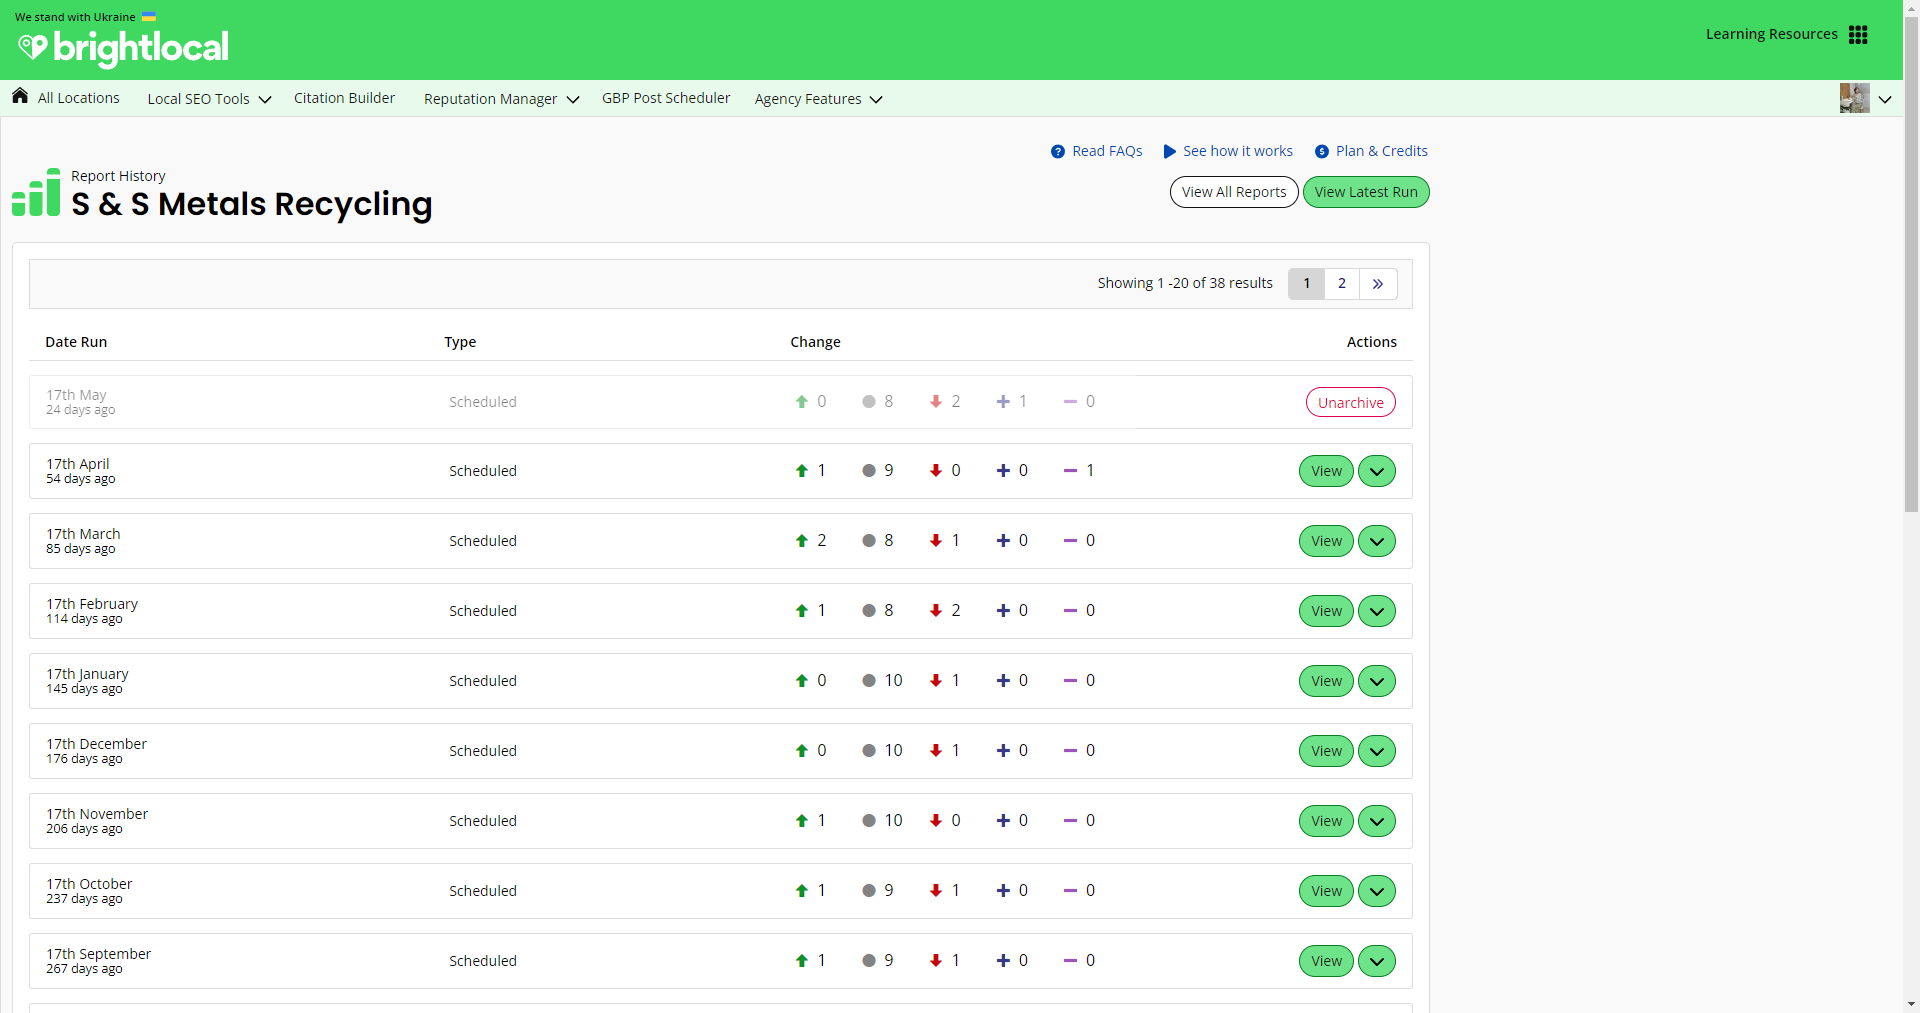 We stand with Ukraine
brightlocal
Learning Resources
All Locations Local SEO Tools Citation Builder Reputation Manager GBP Post Scheduler Agency Features
Read FAQs See how it works Plan & Credits
Report History
S & S Metals Recycling
View All Reports View Latest Run
Showing 1 -20 of 38 results 1 2 »
Date Run Type Change Actions
17th May
24 days ago
Scheduled 0 8 2 1 0 Unarchive
17th April
54 days ago
Scheduled 1 9 0 0 1 View
17th March
85 days ago
Scheduled 2 8 1 0 0 View
17th February
114 days ago
Scheduled 1 8 2 0 0 View
17th January
145 days ago
Scheduled 0 10 1 0 0 View
17th December
176 days ago
Scheduled 0 10 1 0 0 View
17th November
206 days ago
Scheduled 1 10 0 0 0 View
17th October
237 days ago
Scheduled 1 9 1 0 0 View
17th September
267 days ago
Scheduled 1 9 1 0 0 View